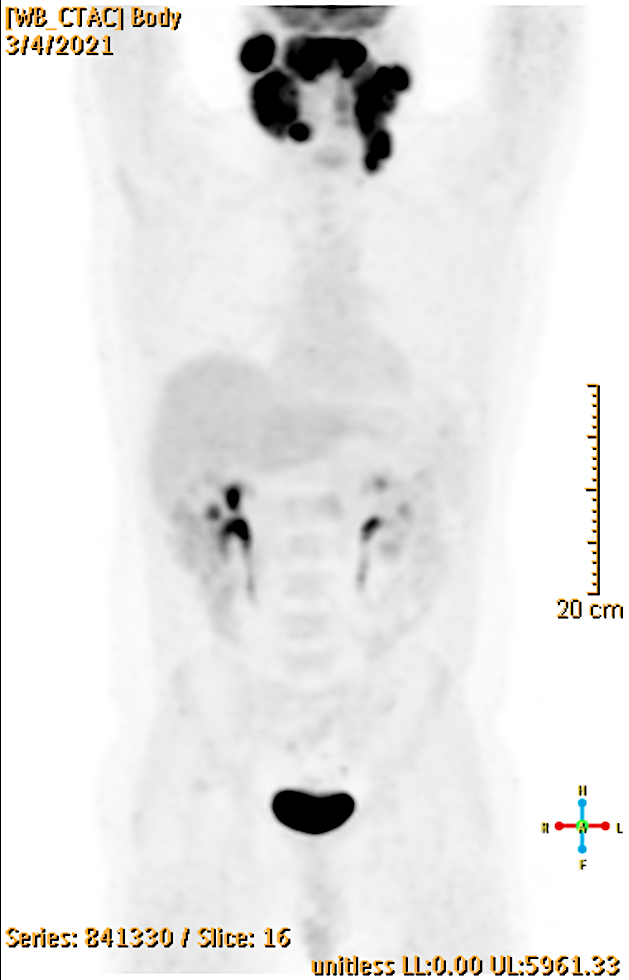 [WB_CTAC] Body
3/4/2021
20 cm
H
R A L
F
Series: 841330 / Slice: 16
unitless LL:0.00 UL:5961.33